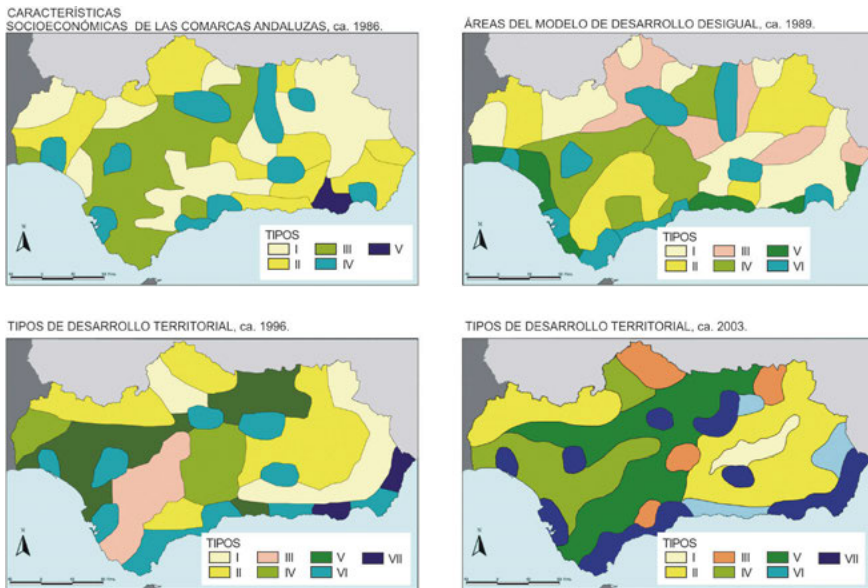 CARACTERÍSTICAS
SOCIOECONÓMICAS DE LAS COMARCAS ANDALUZAS, ca. 1986.
TIPOS
I III V
II IV
N
ÁREAS DEL MODELO DE DESARROLLO DESIGUAL, ca. 1989.
TIPOS
I III V
II IV VI
N
TIPOS DE DESARROLLO TERRITORIAL, ca. 1996.
TIPOS
I III V VII
II IV VI
N
TIPOS DE DESARROLLO TERRITORIAL, ca. 2003.
TIPOS
I III V VII
II IV VI
N